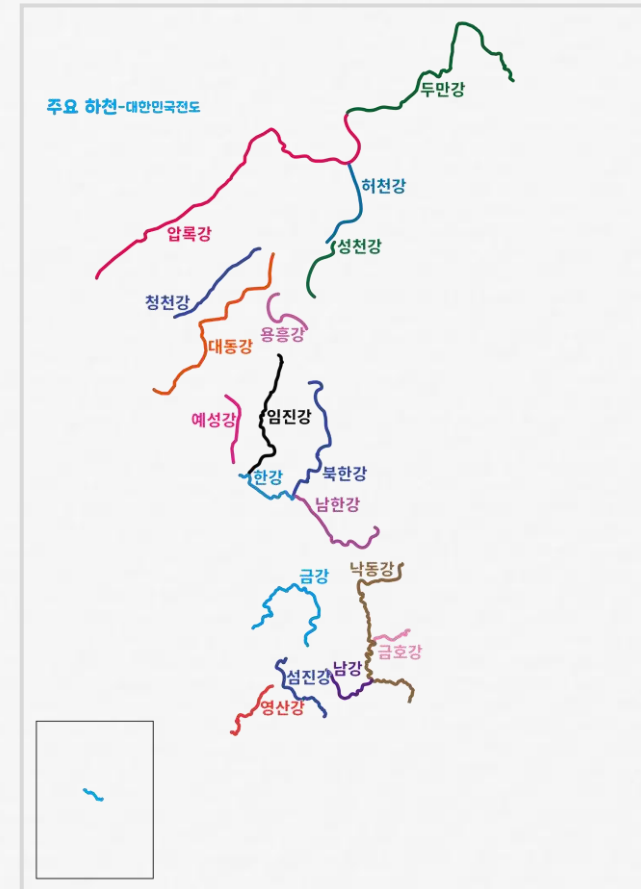 두만강
주요 하천-대한민국전도
허천강
압록강
성천강
청천강
용흥강
대동강
예성강
임진강
한강
북한강
남한강
낙동강
금강
금호강
남강
섬진강
영산강